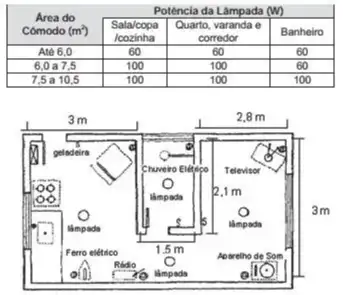 Área do Cômodo (m²) | Potência da Lâmpada (W)
Sala/copa /cozinha | Quarto, varanda e corredor | Banheiro
Até 6,0 | 60 | 60 | 60
6,0 a 7,5 | 100 | 100 | 60
7,5 a 10,5 | 100 | 100 | 100
3 m
2,8 m
geladeira
Chuveiro Elétrico
Televisor
lâmpada
2,1 m
3 m
lâmpada
lâmpada
S
S
1,5 m
Ferro elétrico
Aparelho de Som
Rádio
lâmpada